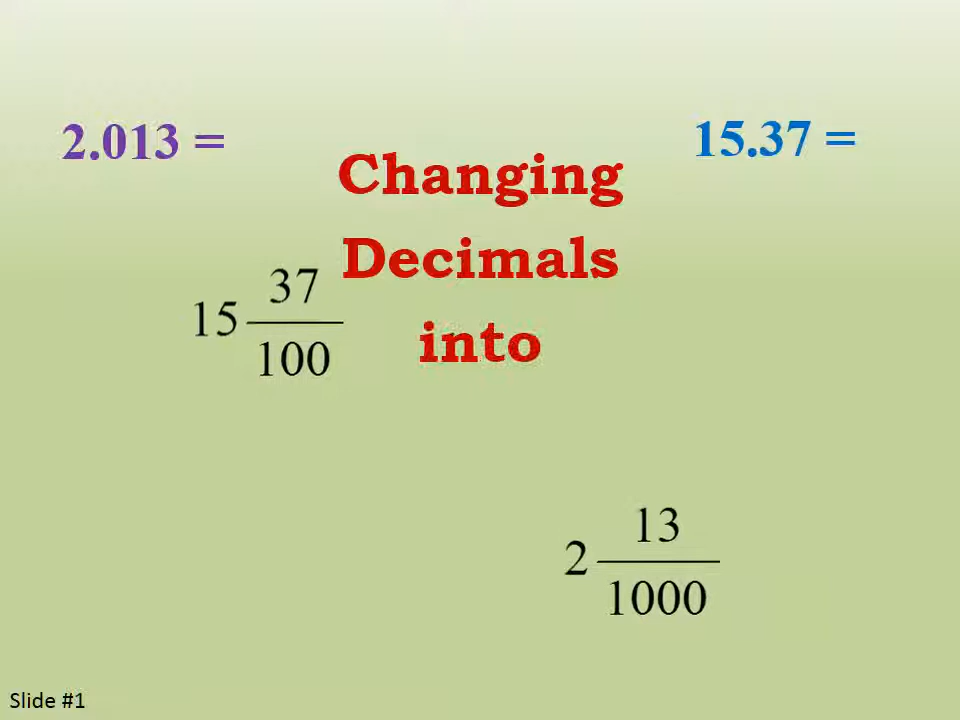 2.013 =
15.37 =
Changing
Decimals
into
15 37/100
2 13/1000
Slide #1